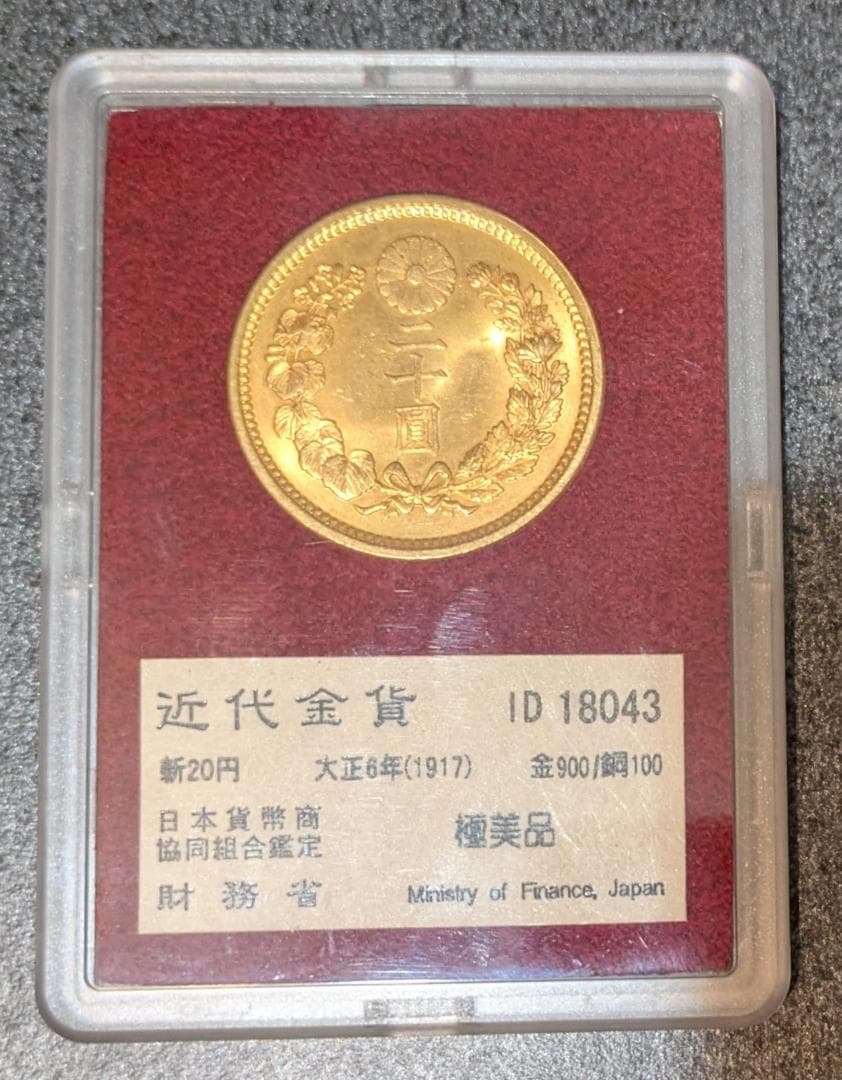 二十圓
近代金貨 ID 18043
新20円 大正6年(1917) 金900/銅100
日本貨幣商
協同組合鑑定 極美品
財務省 Ministry of Finance, Japan